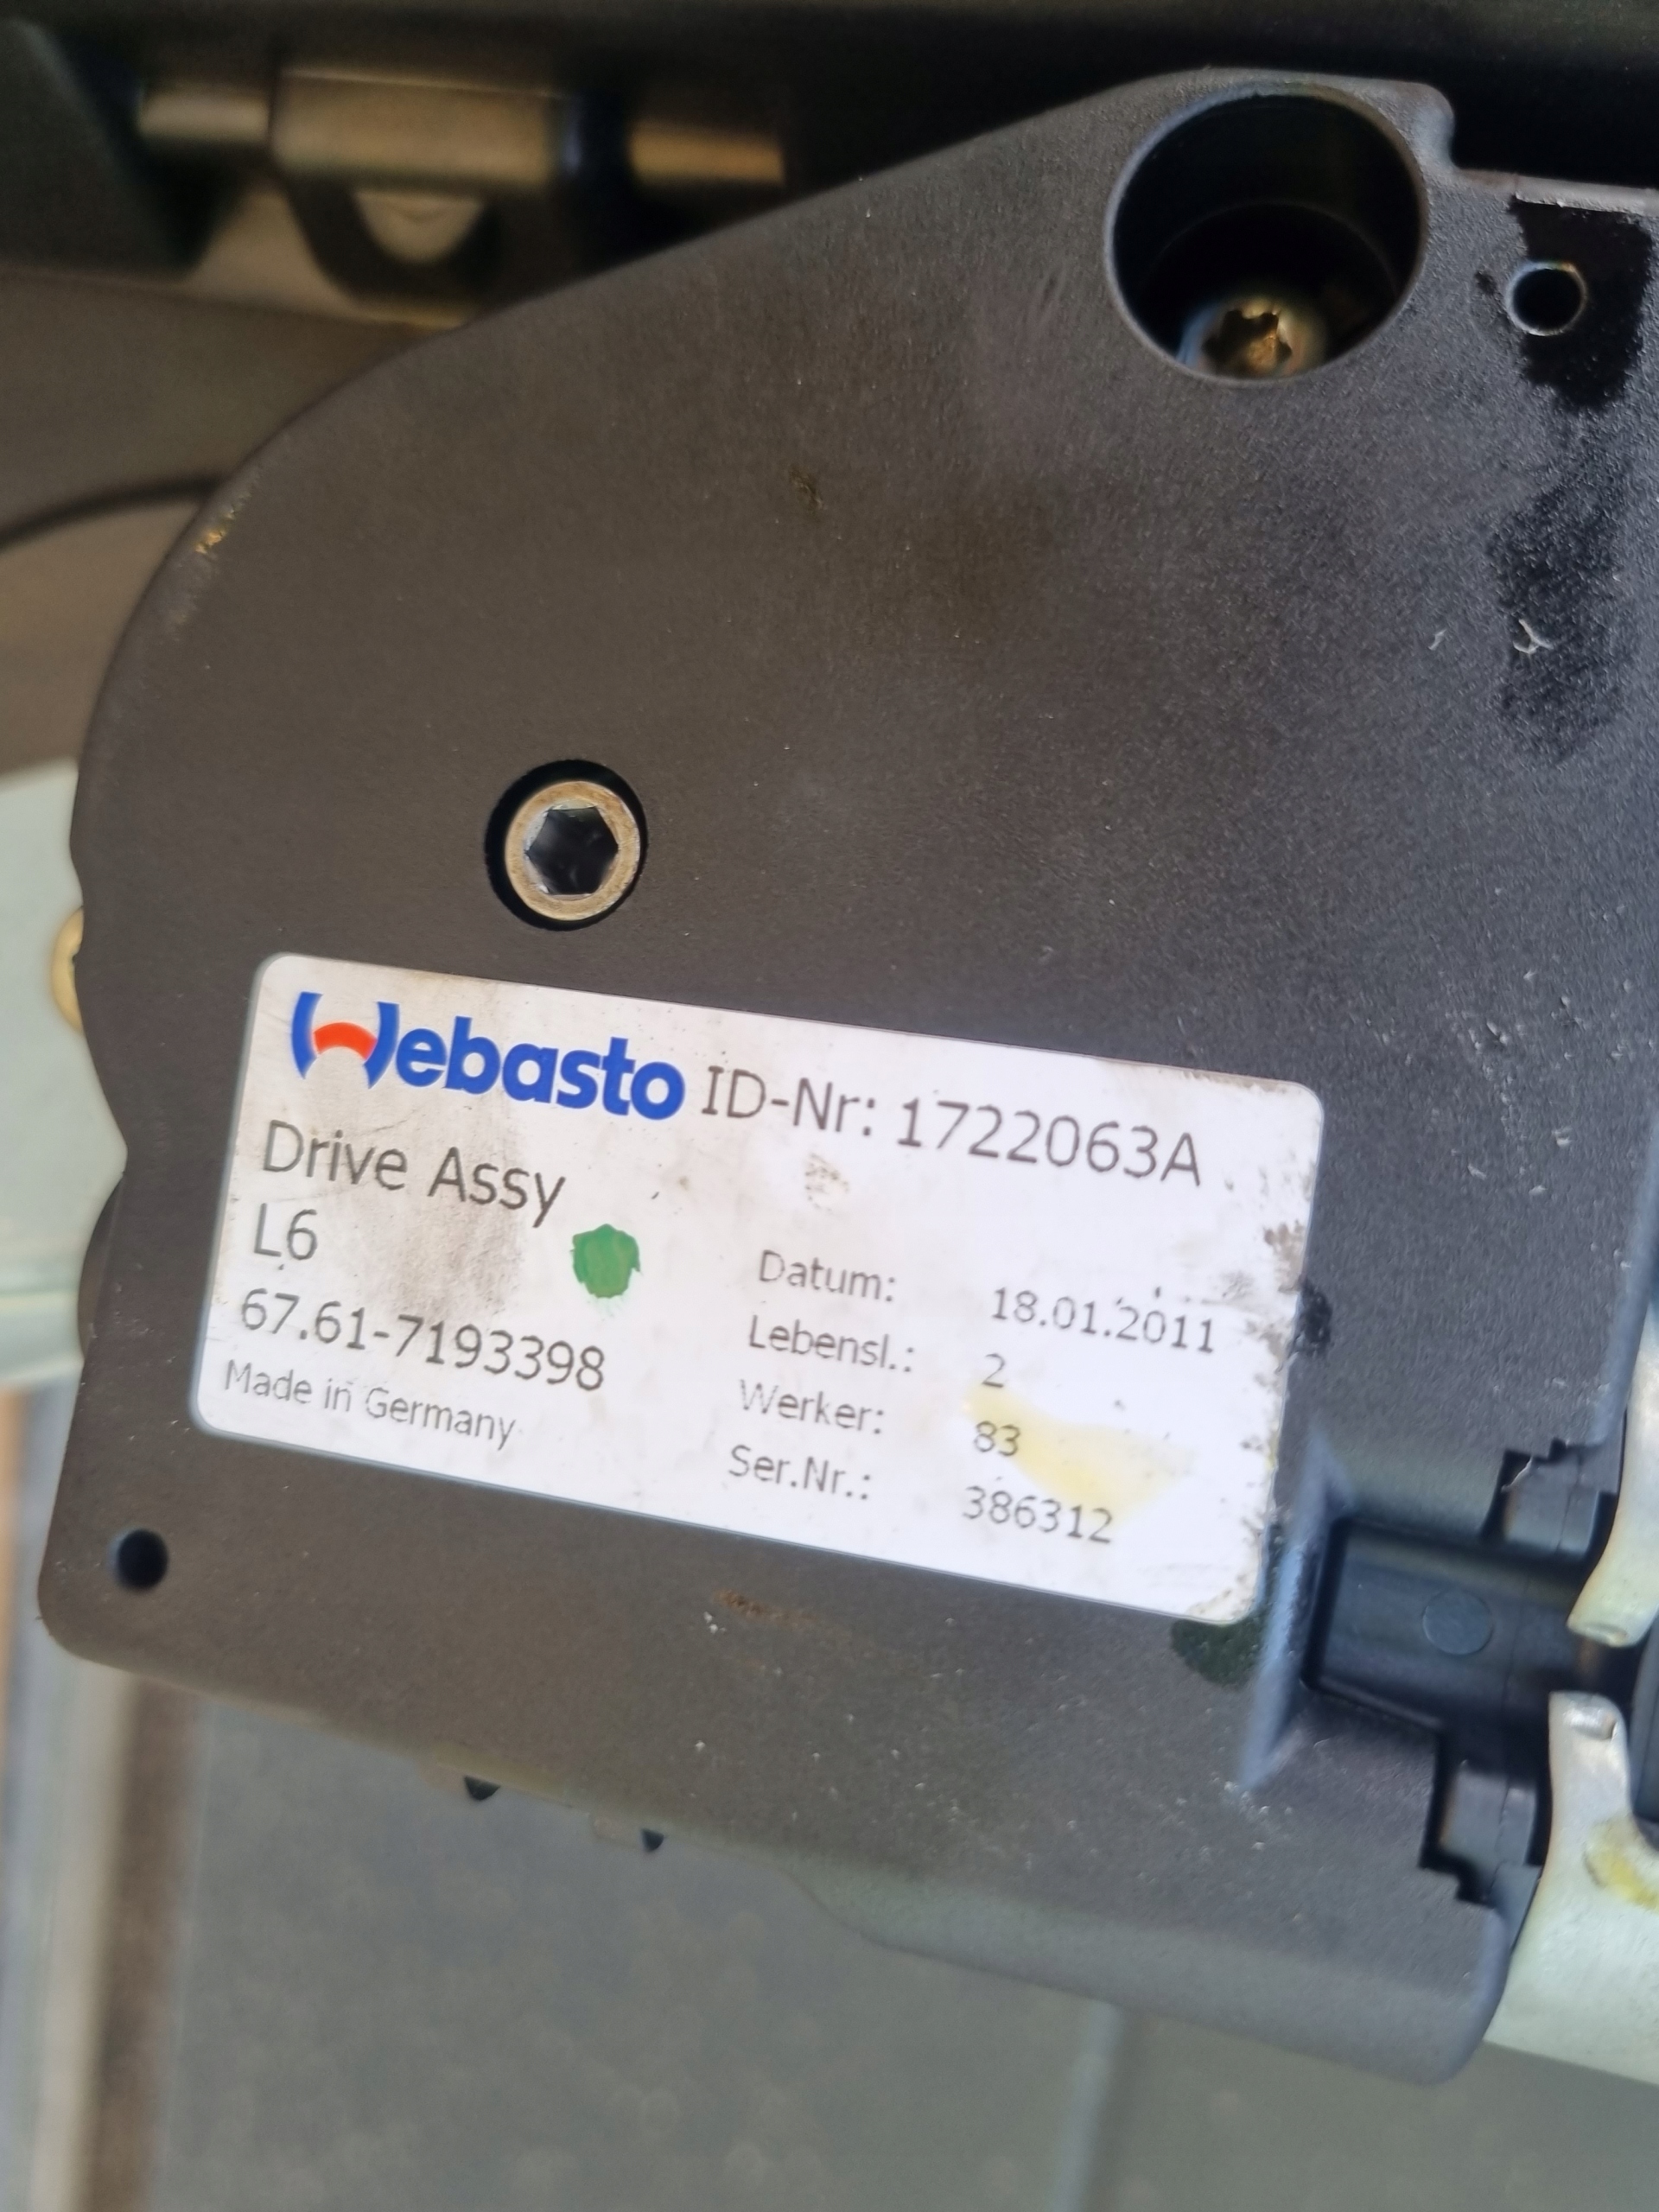 Webasto ID-Nr: 1722063A
Drive Assy
L6
67.61-7193398
Made in Germany
Datum: 18.01.2011
Lebensl.: 2
Werker: 83
Ser.Nr.: 386312